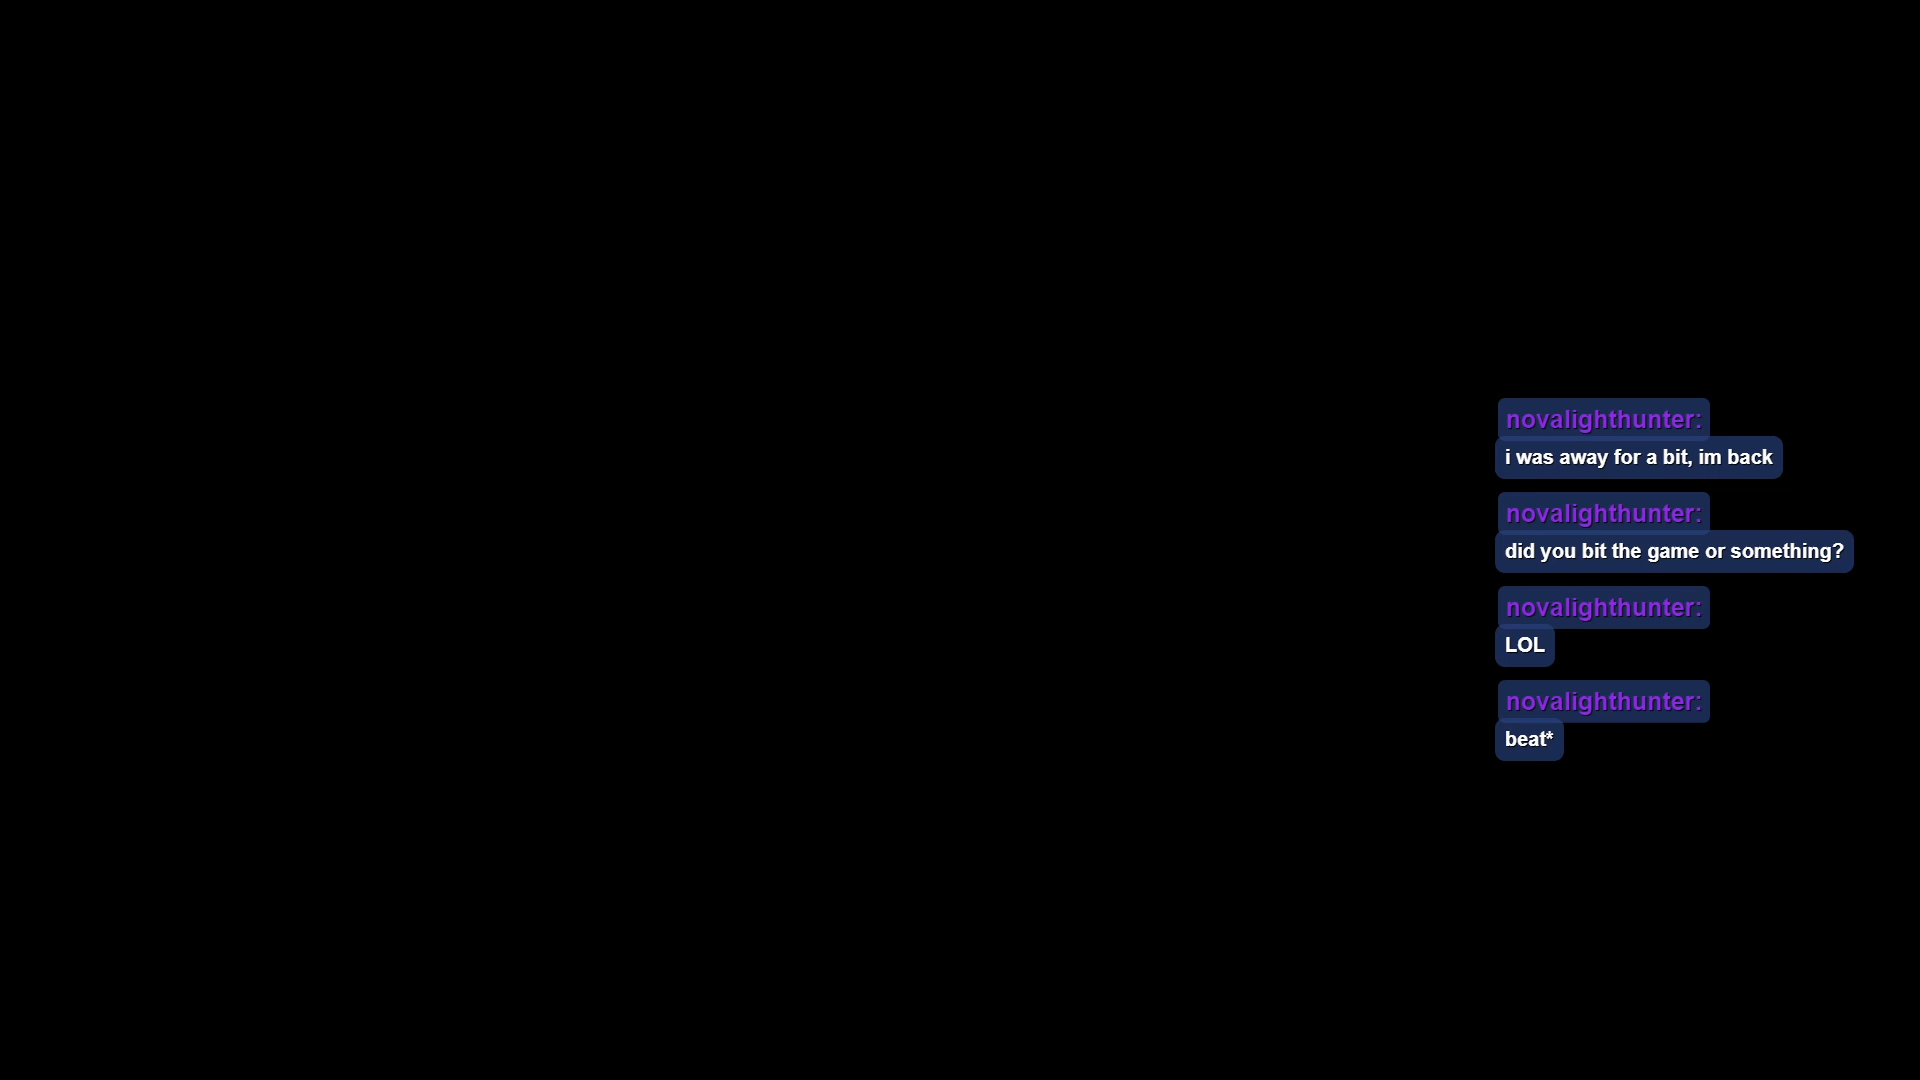 novalighthunter:
i was away for a bit, im back
novalighthunter:
did you bit the game or something?
novalighthunter:
LOL
novalighthunter:
beat*